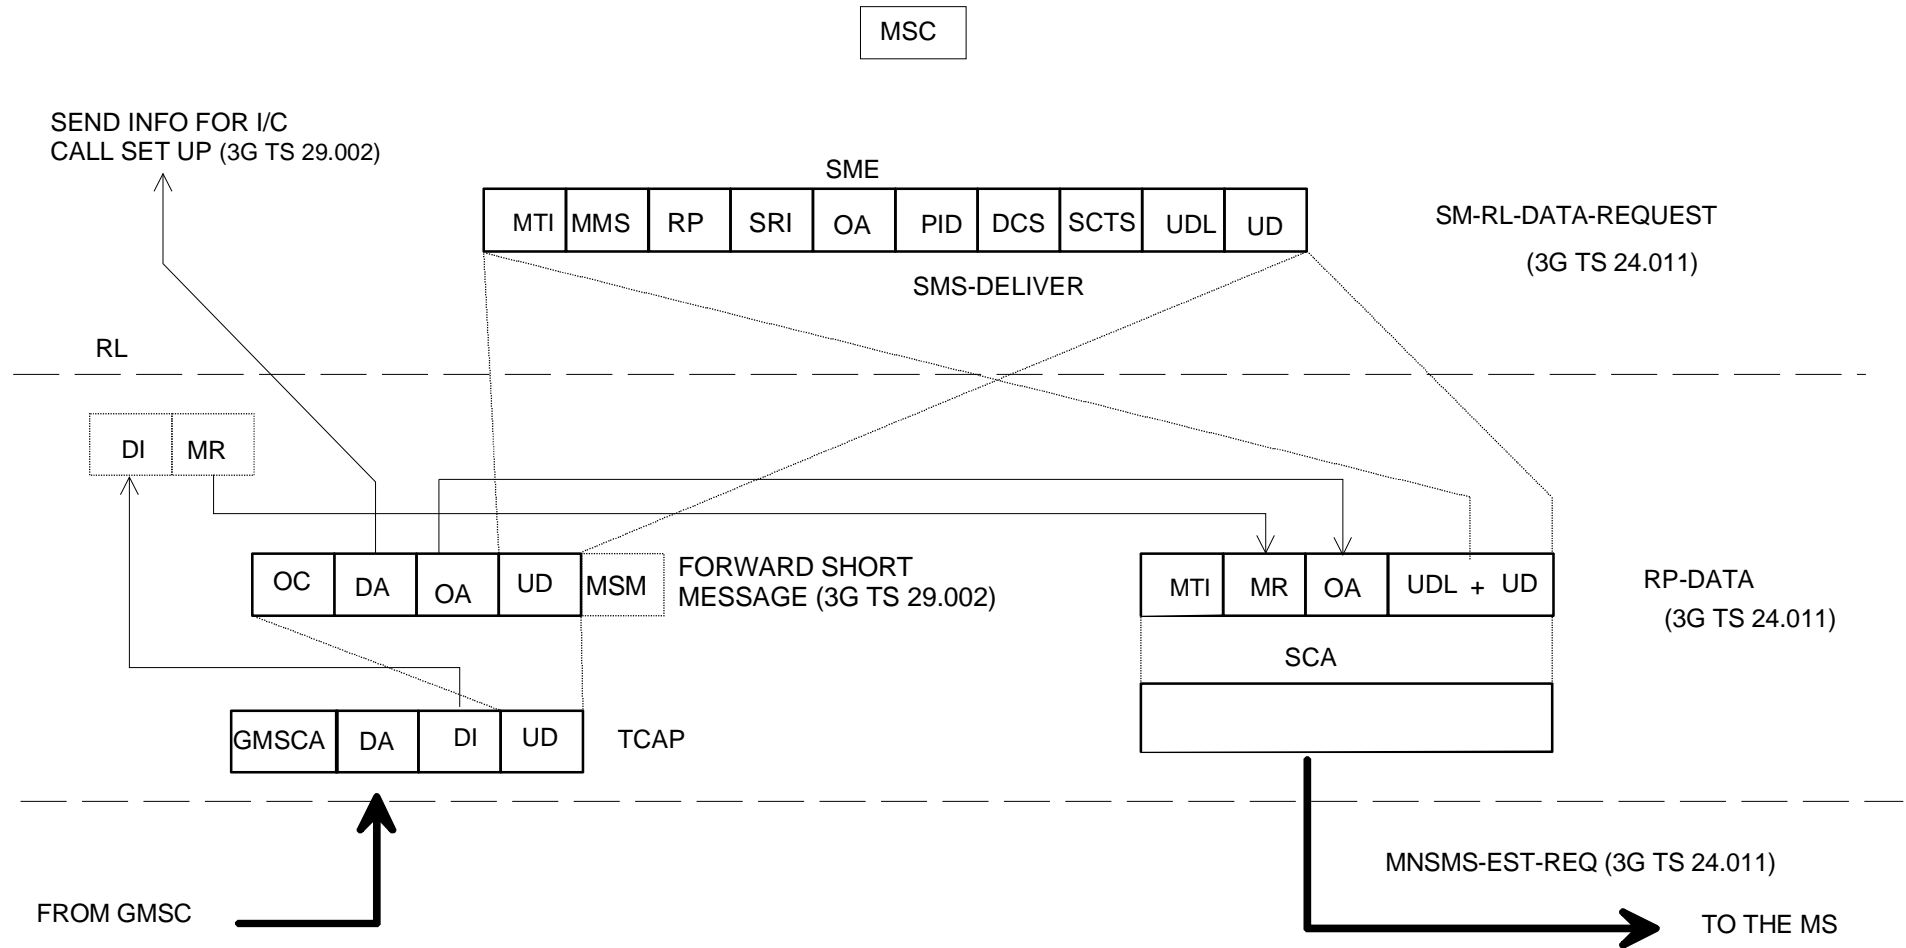 MSC
SEND INFO FOR I/C
CALL SET UP (3G TS 29.002)
SME
MTI MMS RP SRI OA PID DCS SCTS UDL UD
SM-RL-DATA-REQUEST
(3G TS 24.011)
SMS-DELIVER
RL
DI MR
OC DA OA UD MSM
FORWARD SHORT
MESSAGE (3G TS 29.002)
MTI MR OA UDL + UD
RP-DATA
(3G TS 24.011)
SCA
GMSCA DA DI UD TCAP
MNSMS-EST-REQ (3G TS 24.011)
FROM GMSC
TO THE MS